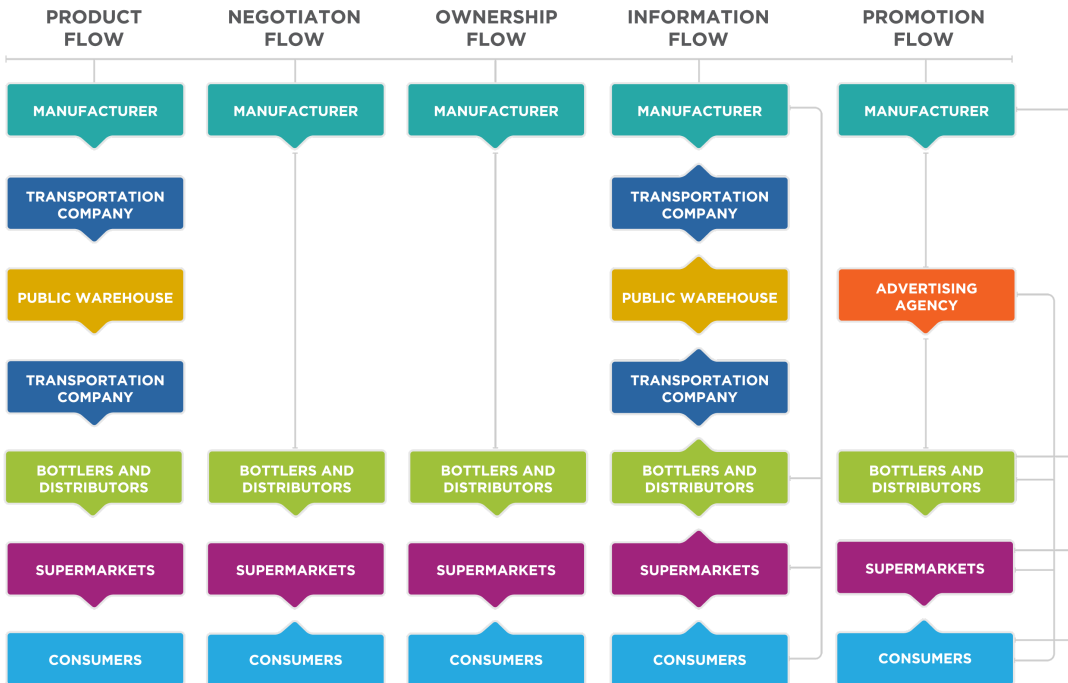 PRODUCT
FLOW
NEGOTIATON
FLOW
OWNERSHIP
FLOW
INFORMATION
FLOW
PROMOTION
FLOW
MANUFACTURER
TRANSPORTATION
COMPANY
PUBLIC WAREHOUSE
TRANSPORTATION
COMPANY
BOTTLERS AND
DISTRIBUTORS
SUPERMARKETS
CONSUMERS
MANUFACTURER
BOTTLERS AND
DISTRIBUTORS
SUPERMARKETS
CONSUMERS
MANUFACTURER
BOTTLERS AND
DISTRIBUTORS
SUPERMARKETS
CONSUMERS
MANUFACTURER
TRANSPORTATION
COMPANY
PUBLIC WAREHOUSE
TRANSPORTATION
COMPANY
BOTTLERS AND
DISTRIBUTORS
SUPERMARKETS
CONSUMERS
MANUFACTURER
ADVERTISING
AGENCY
BOTTLERS AND
DISTRIBUTORS
SUPERMARKETS
CONSUMERS